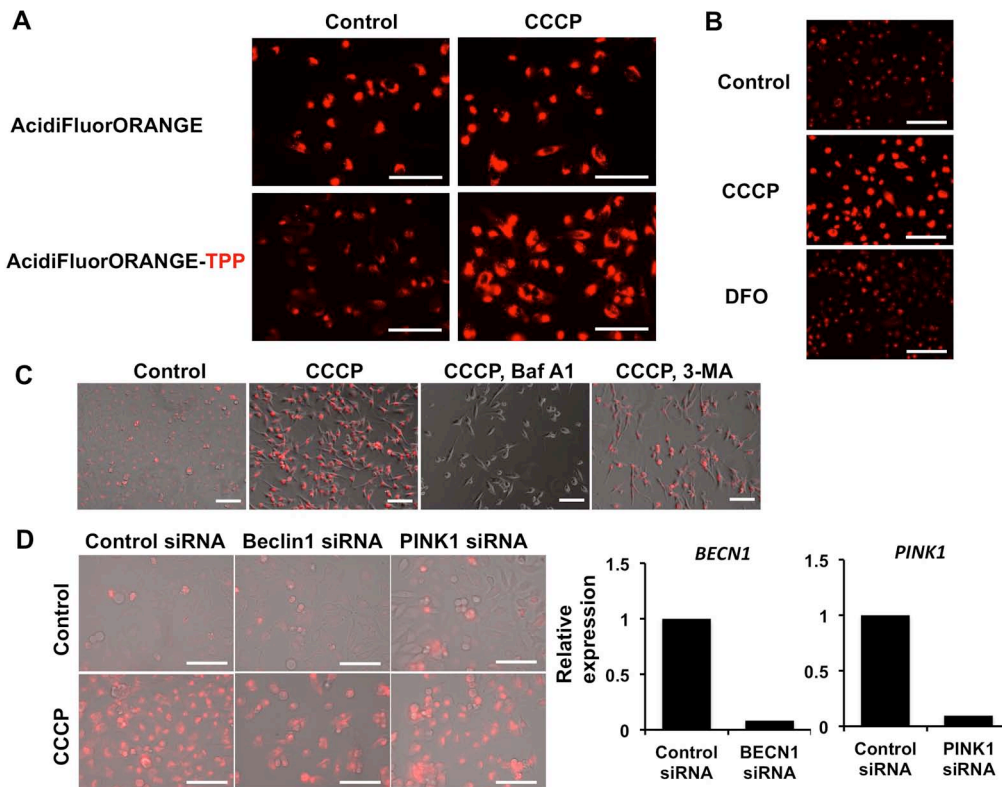 A
Control
CCCP
AcidiFluorORANGE
AcidiFluorORANGE-TPP
B
Control
CCCP
DFO
C
Control
CCCP
CCCP, Baf A1
CCCP, 3-MA
D
Control siRNA
Beclin1 siRNA
PINK1 siRNA
Control
CCCP
BECN1
Relative
expression
1.5
1
0.5
0
Control
siRNA
BECN1
siRNA
PINK1
1.5
1
0.5
0
Control
siRNA
PINK1
siRNA